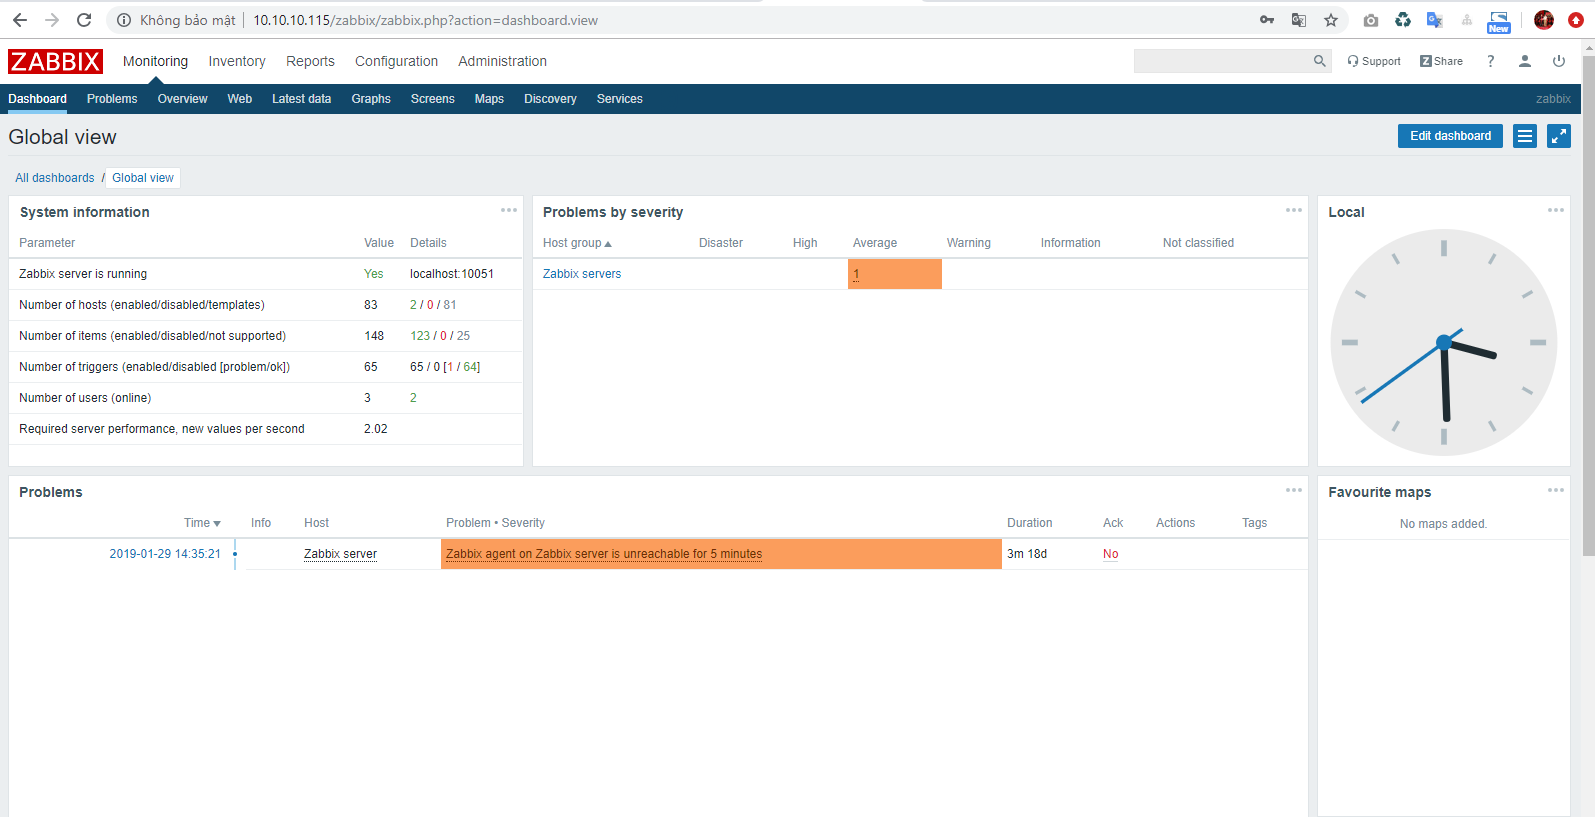 Không bảo mật 10.10.10.115/zabbix/zabbix.php?action=dashboard.view
New
ZABBIX Monitoring Inventory Reports Configuration Administration Support Z Share ?
Dashboard Problems Overview Web Latest data Graphs Screens Maps Discovery Services zabbix
Global view Edit dashboard
All dashboards / Global view
System information
Parameter Value Details
Zabbix server is running Yes localhost:10051
Number of hosts (enabled/disabled/templates) 83 2 / 0 / 81
Number of items (enabled/disabled/not supported) 148 123 / 0 / 25
Number of triggers (enabled/disabled [problem/ok]) 65 65 / 0 [1 / 64]
Number of users (online) 3 2
Required server performance, new values per second 2.02
Problems by severity
Host group Disaster High Average Warning Information Not classified
Zabbix servers 1
Local
Problems
Time Info Host Problem • Severity Duration Ack Actions Tags
2019-01-29 14:35:21 Zabbix server Zabbix agent on Zabbix server is unreachable for 5 minutes 3m 18d No
Favourite maps
No maps added.